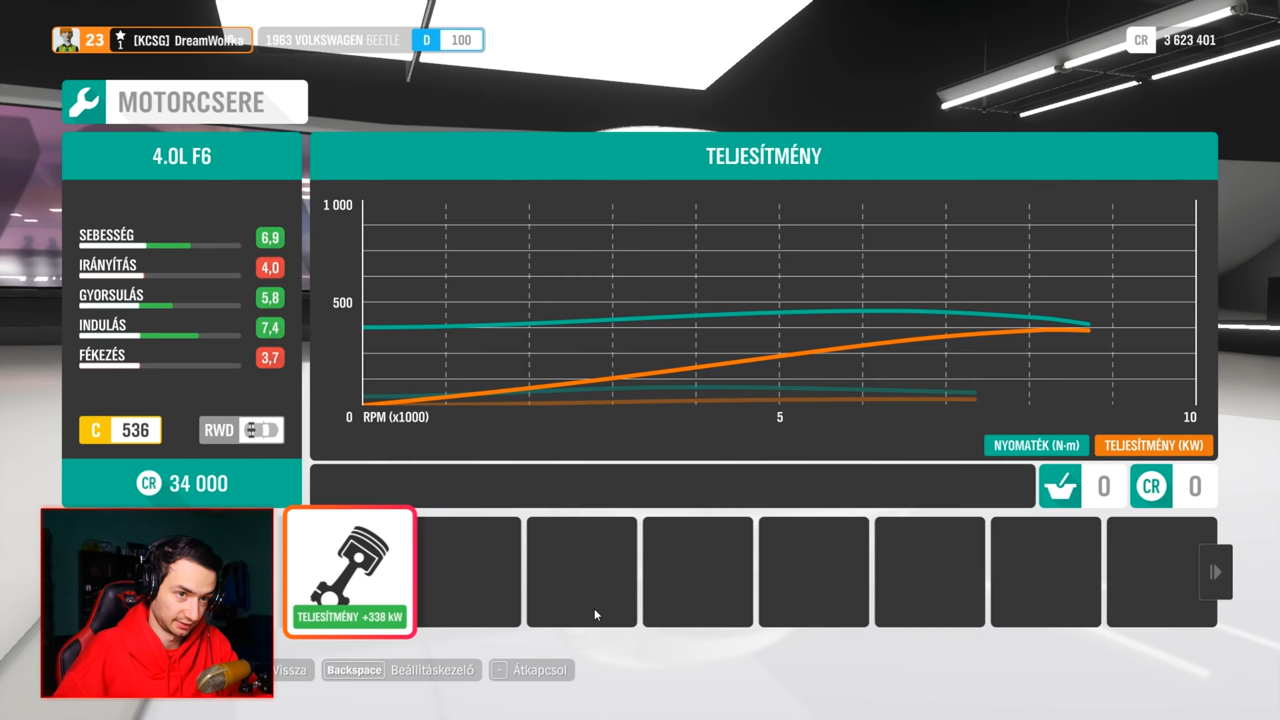 23 1 [KCSG] DreamWolfka
1963 VOLKSWAGEN BEETLE D 100
CR 3 623 401
MOTORCSERE
4.0L F6
SEBESSÉG 6,9
IRÁNYÍTÁS 4,0
GYORSULÁS 5,8
INDULÁS 7,4
FÉKEZÉS 3,7
C 536 RWD
CR 34 000
TELJESÍTMÉNY
1 000
500
0 RPM (x1000) 5 10
NYOMATÉK (N·m) TELJESÍTMÉNY (KW)
0 CR 0
TELJESÍTMÉNY +338 kW
Vissza Backspace Beállításkezelő - Átkapcsol